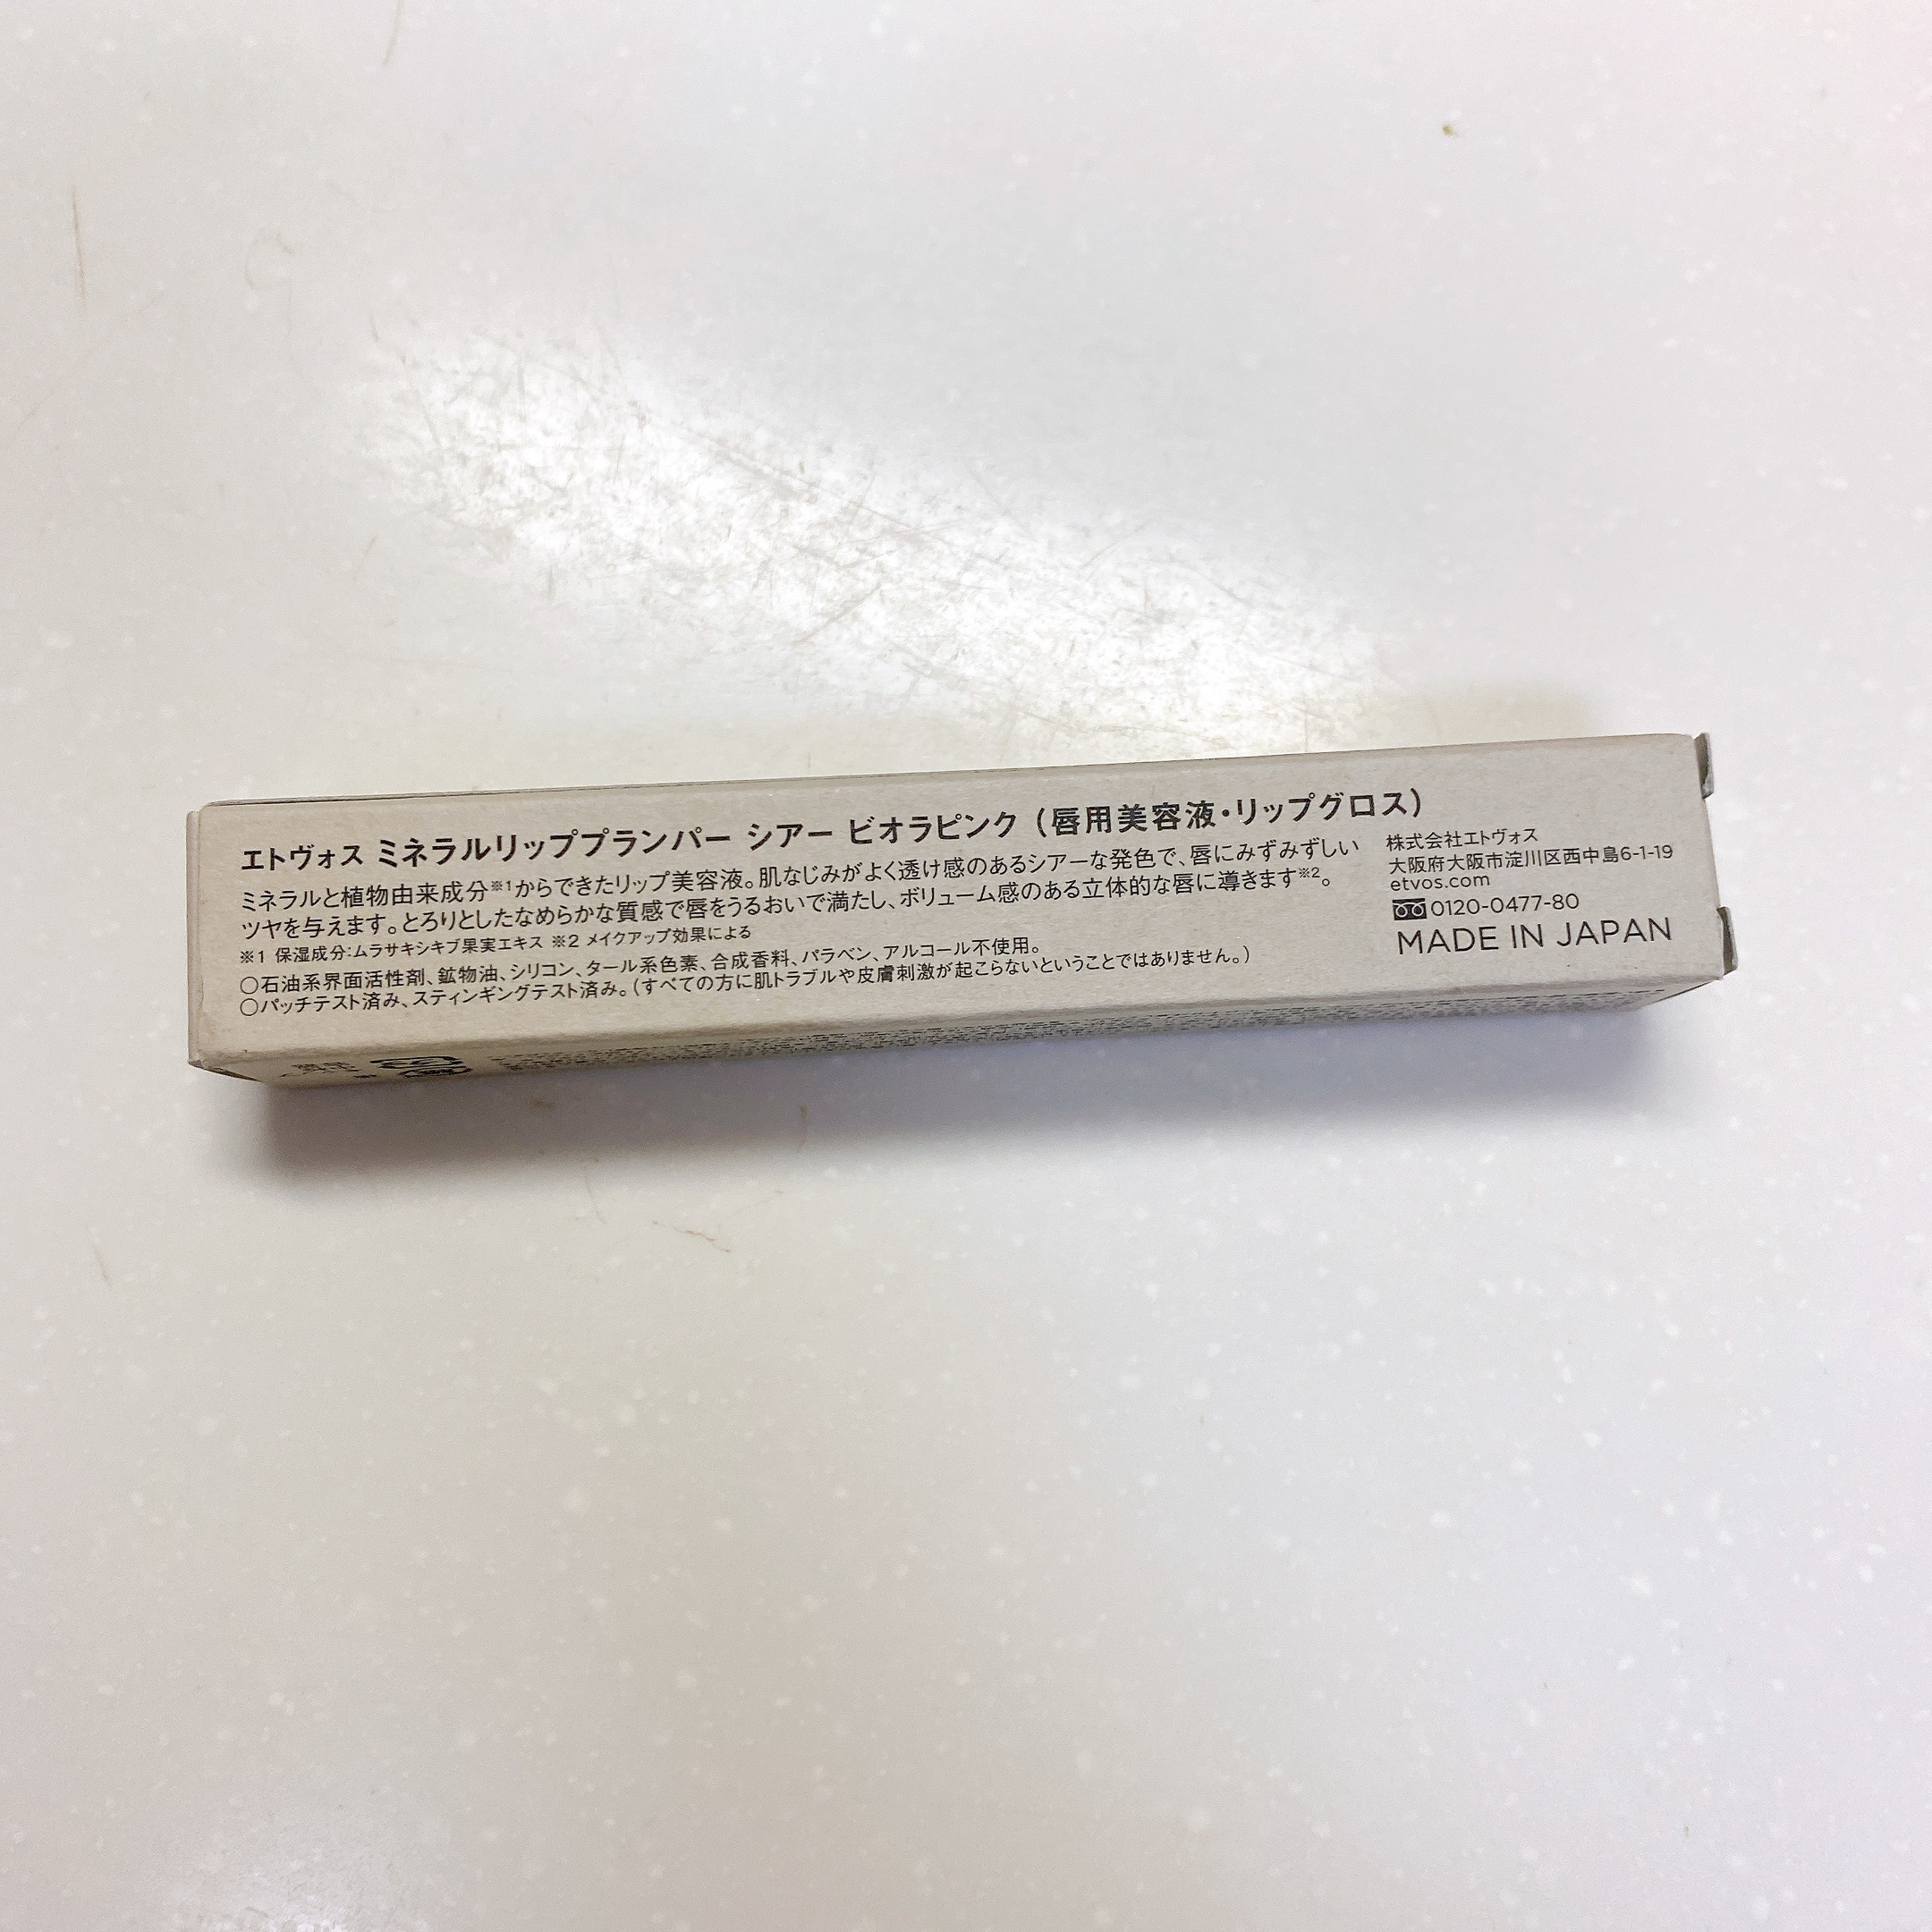 エトヴォス ミネラルリッププランパー シアー ビオラピンク (唇用美容液・リップグロス)
ミネラルと植物由来成分※1からできたリップ美容液。肌なじみがよく透け感のあるシアーな発色で、唇にみずみずしい
ツヤを与えます。とろりとしたなめらかな質感で唇をうるおいで満たし、ボリューム感のある立体的な唇に導きます※2。
※1 保湿成分:ムラサキシキブ果実エキス ※2 メイクアップ効果による
○石油系界面活性剤、鉱物油、シリコン、タール系色素、合成香料、パラベン、アルコール不使用。
○パッチテスト済み、スティンギングテスト済み。(すべての方に肌トラブルや皮膚刺激が起こらないということではありません。)
株式会社エトヴォス
大阪府大阪市淀川区西中島6-1-19
etvos.com
0120-0477-80
MADE IN JAPAN